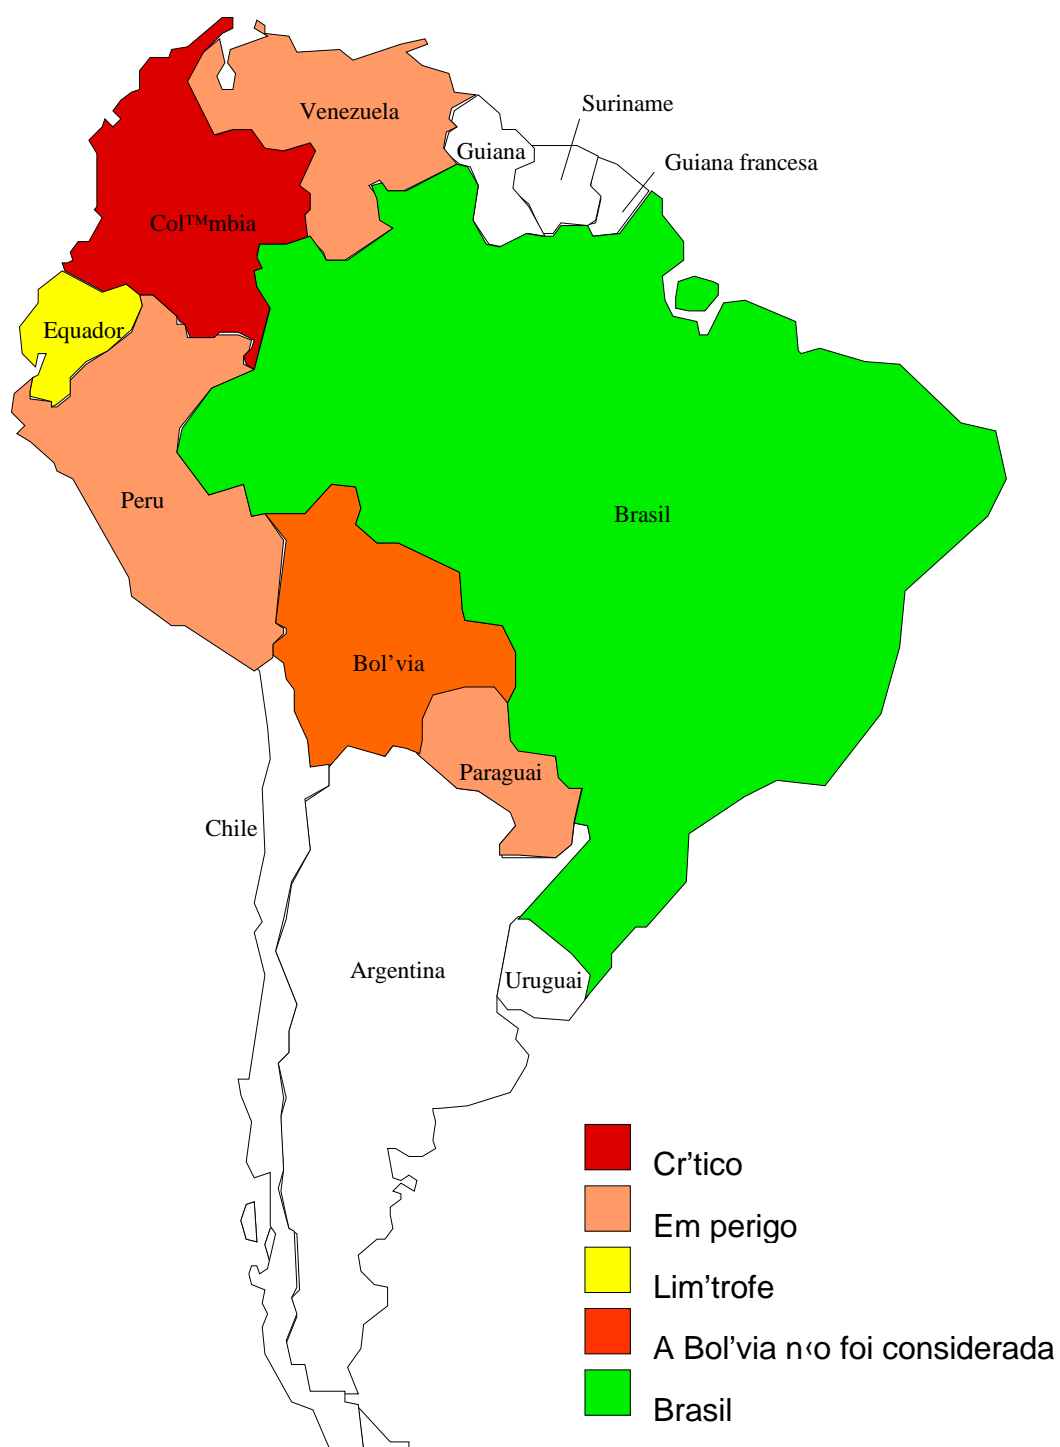 Suriname
Venezuela
Guiana
Guiana francesa
Col™mbia
Equador
Peru
Brasil
Bol’via
Paraguai
Chile
Argentina
Uruguai
Cr’tico
Em perigo
Lim’trofe
A Bol’via n‹o foi considerada
Brasil